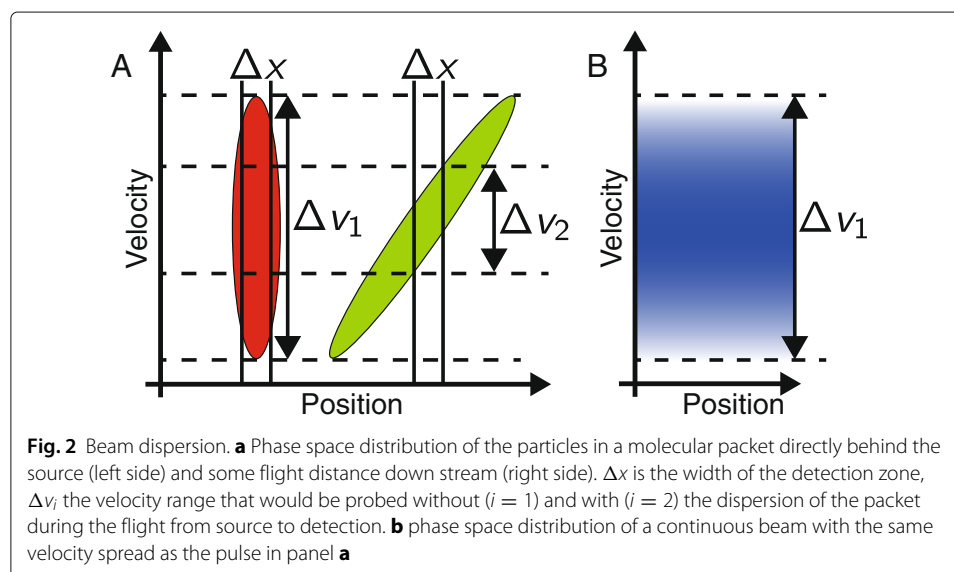 A
Δx
Δx
B
Velocity
Δv₁
Δv₂
Velocity
Δv₁
Position
Position
Fig. 2 Beam dispersion. a Phase space distribution of the particles in a molecular packet directly behind the
source (left side) and some flight distance down stream (right side). Δx is the width of the detection zone,
Δvᵢ the velocity range that would be probed without (i = 1) and with (i = 2) the dispersion of the packet
during the flight from source to detection. b phase space distribution of a continuous beam with the same
velocity spread as the pulse in panel a